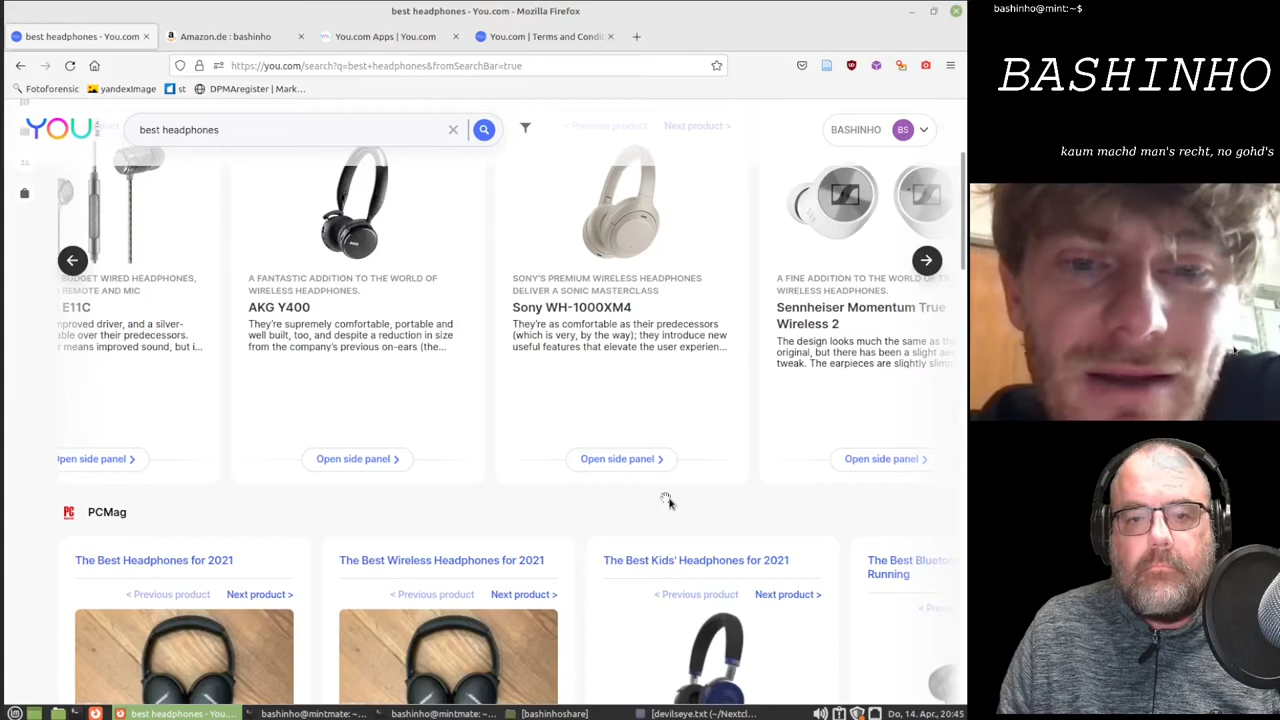 best headphones - You.com - Mozilla Firefox
bashinho@mint:~$
best headphones - You.com
Amazon.de : bashinho
You.com Apps | You.com
You.com | Terms and Condi
https://you.com/search?q=best+headphones&fromSearchBar=true
Fotoforensic
yandexImage
st
DPMAregister | Mark...
BASHINHO
YOU
best headphones
< Previous product
Next product >
BASHINHO
BS
kaum machd man's recht, no gohd's
BUDGET WIRED HEADPHONES,
REMOTE AND MIC
E11C
mproved driver, and a silver-
able over their predecessors.
means improved sound, but i...
A FANTASTIC ADDITION TO THE WORLD OF
WIRELESS HEADPHONES.
AKG Y400
They're supremely comfortable, portable and
well built, too, and despite a reduction in size
from the company's previous on-ears (the...
SONY'S PREMIUM WIRELESS HEADPHONES
DELIVER A SONIC MASTERCLASS
Sony WH-1000XM4
They're as comfortable as their predecessors
(which is very, by the way); they introduce new
useful features that elevate the user experien...
A FINE ADDITION TO THE WORLD OF T
WIRELESS HEADPHONES.
Sennheiser Momentum True
Wireless 2
The design looks much the same as the
original, but there has been a slight ae
tweak. The earpieces are slightly slimm
Open side panel >
Open side panel >
Open side panel >
Open side panel >
PC
PCMag
The Best Headphones for 2021
< Previous product
Next product >
The Best Wireless Headphones for 2021
< Previous product
Next product >
The Best Kids' Headphones for 2021
< Previous product
Next product >
The Best Blueto
Running
< Previo
best headphones - You...
bashinho@mintmate: ~...
bashinho@mintmate: ~...
[bashinhoshare]
[devilseye.txt (~/Nextcl...
Do, 14. Apr., 20:45